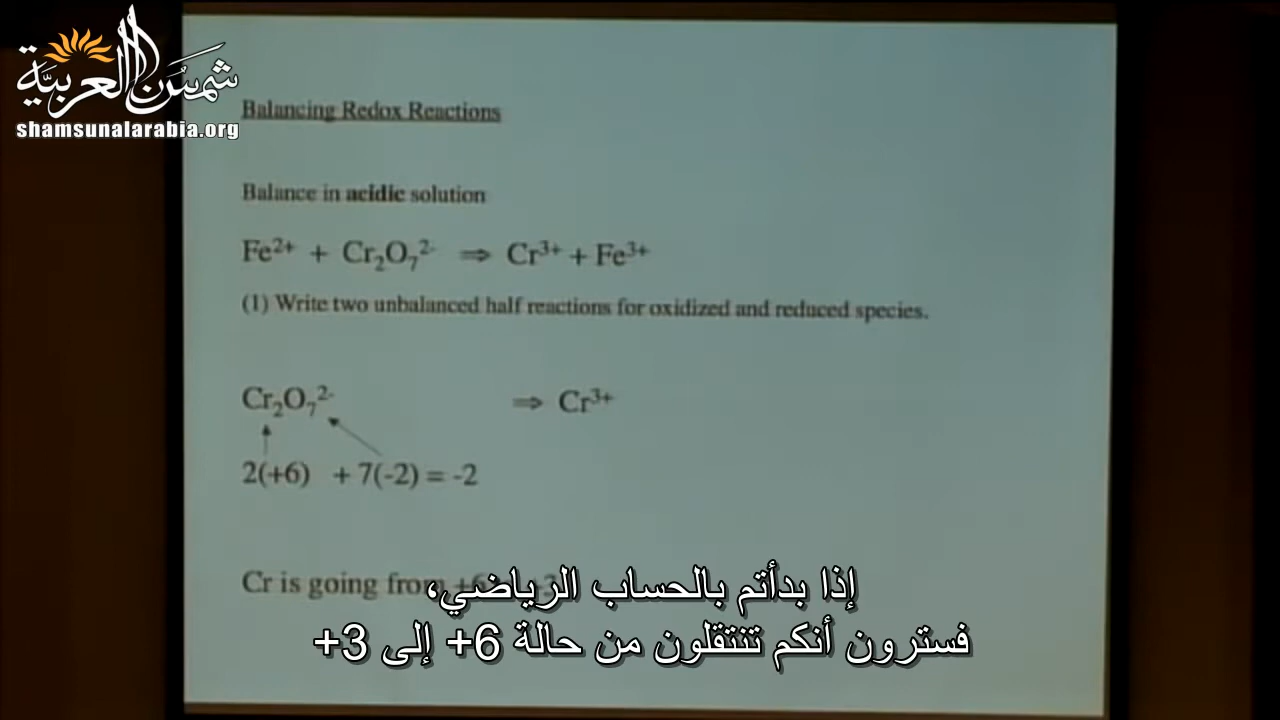 شمسنا العربية
shamsunalarabia.org
Balancing Redox Reactions
Balance in acidic solution
Fe²⁺ + Cr₂O₇²⁻ ⇒ Cr³⁺ + Fe³⁺
(1) Write two unbalanced half reactions for oxidized and reduced species.
Cr₂O₇²⁻ ⇒ Cr³⁺
2(+6) + 7(-2) = -2
Cr is going from
إذا بدأتم بالحساب الرياضي،
فسترون أنكم تنتقلون من حالة 6+ إلى 3+